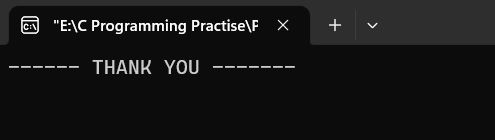 "E:\C Programming Practise\F
------ THANK YOU -------